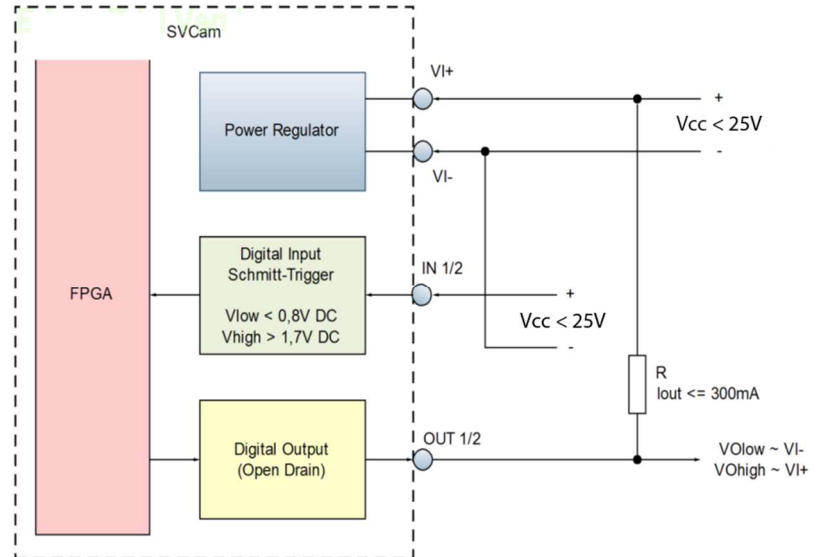 SVCam
VI+
+
Power Regulator
Vcc < 25V
-
VI-
Digital Input
Schmitt-Trigger
Vlow < 0,8V DC
Vhigh > 1,7V DC
IN 1/2
FPGA
+
Vcc < 25V
-
R
Iout <= 300mA
Digital Output
(Open Drain)
OUT 1/2
VOlow ~ VI-
VOhigh ~ VI+